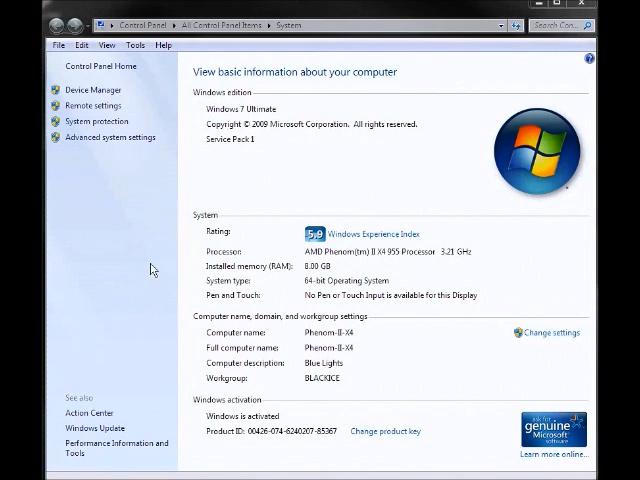 Control Panel ▸ All Control Panel Items ▸ System
Search Con...
File Edit View Tools Help
Control Panel Home
Device Manager
Remote settings
System protection
Advanced system settings
See also
Action Center
Windows Update
Performance Information and
Tools
View basic information about your computer
Windows edition
Windows 7 Ultimate
Copyright © 2009 Microsoft Corporation. All rights reserved.
Service Pack 1
System
Rating: 5.9 Windows Experience Index
Processor: AMD Phenom(tm) II X4 955 Processor 3.21 GHz
Installed memory (RAM): 8.00 GB
System type: 64-bit Operating System
Pen and Touch: No Pen or Touch Input is available for this Display
Computer name, domain, and workgroup settings
Computer name: Phenom-II-X4 Change settings
Full computer name: Phenom-II-X4
Computer description: Blue Lights
Workgroup: BLACKICE
Windows activation
Windows is activated
Product ID: 00426-074-6240207-85367 Change product key
ask for
genuine
Microsoft
software
Learn more online...